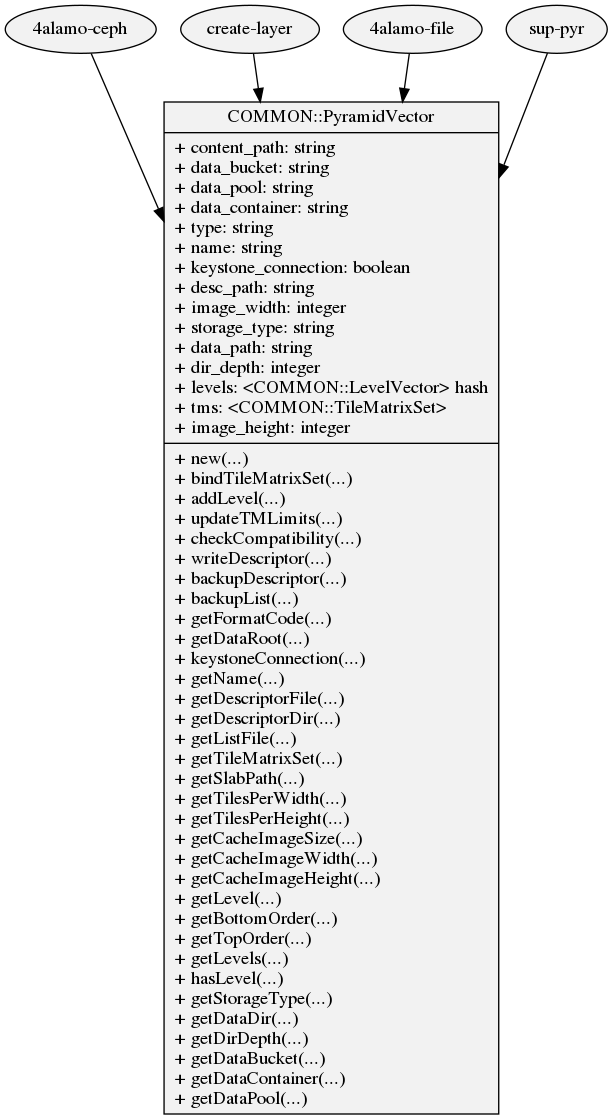 4alamo-ceph
create-layer
4alamo-file
sup-pyr
COMMON::PyramidVector
+ content_path: string
+ data_bucket: string
+ data_pool: string
+ data_container: string
+ type: string
+ name: string
+ keystone_connection: boolean
+ desc_path: string
+ image_width: integer
+ storage_type: string
+ data_path: string
+ dir_depth: integer
+ levels: <COMMON::LevelVector> hash
+ tms: <COMMON::TileMatrixSet>
+ image_height: integer
+ new(...)
+ bindTileMatrixSet(...)
+ addLevel(...)
+ updateTMLimits(...)
+ checkCompatibility(...)
+ writeDescriptor(...)
+ backupDescriptor(...)
+ backupList(...)
+ getFormatCode(...)
+ getDataRoot(...)
+ keystoneConnection(...)
+ getName(...)
+ getDescriptorFile(...)
+ getDescriptorDir(...)
+ getListFile(...)
+ getTileMatrixSet(...)
+ getSlabPath(...)
+ getTilesPerWidth(...)
+ getTilesPerHeight(...)
+ getCacheImageSize(...)
+ getCacheImageWidth(...)
+ getCacheImageHeight(...)
+ getLevel(...)
+ getBottomOrder(...)
+ getTopOrder(...)
+ getLevels(...)
+ hasLevel(...)
+ getStorageType(...)
+ getDataDir(...)
+ getDirDepth(...)
+ getDataBucket(...)
+ getDataContainer(...)
+ getDataPool(...)